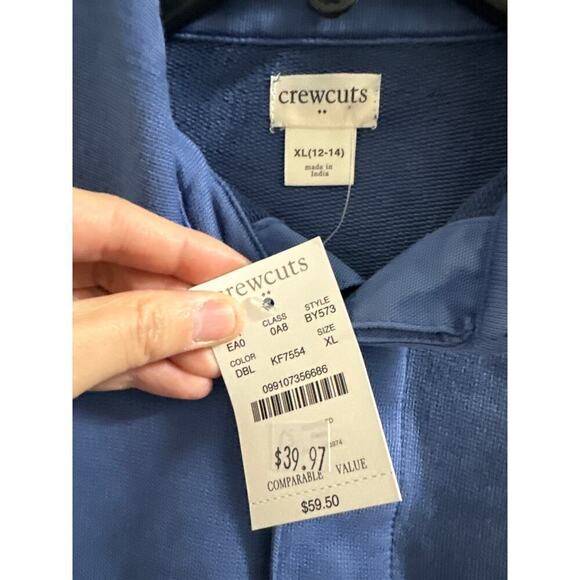 crewcuts
XL(12-14)
made in
India
crewcuts
CLASS STYLE
EA0 0A8 BY573
COLOR SIZE
DBL KF7554 XL
099107356686
$39.97
COMPARABLE VALUE
$59.50